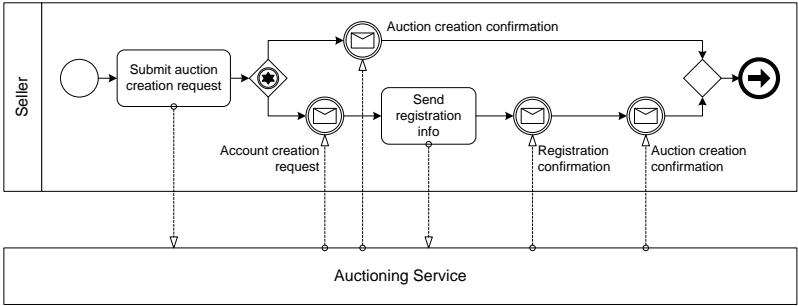 Auction creation confirmation
Seller
Submit auction
creation request
Send
registration
info
Account creation
request
Registration
confirmation
Auction creation
confirmation
Auctioning Service